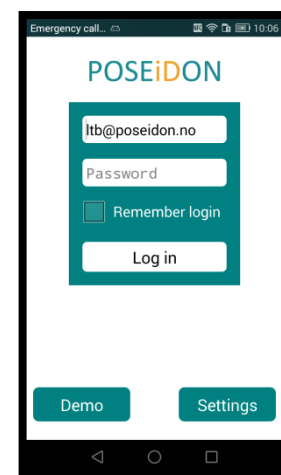 Emergency call... 10:06
POSEiDON
ltb@poseidon.no
Password
Remember login
Log in
Demo
Settings